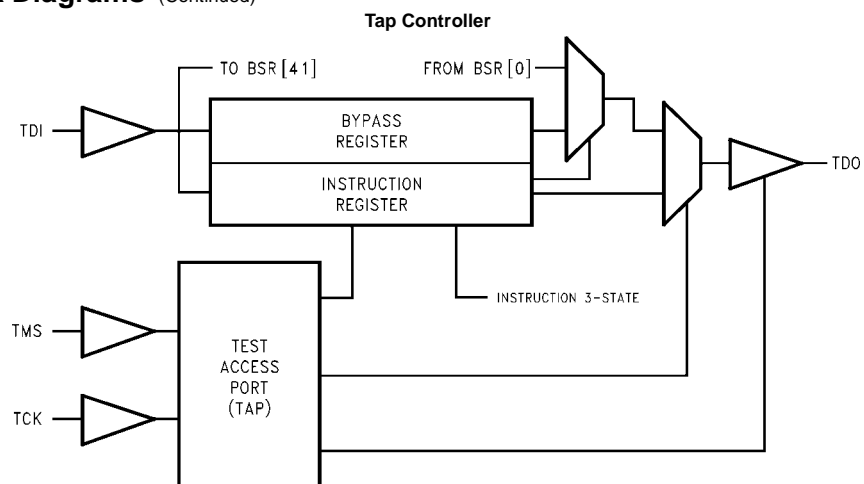 Diagrams (Continued)
Tap Controller
TO BSR [41]
FROM BSR [0]
TDI
BYPASS
REGISTER
INSTRUCTION
REGISTER
TDO
INSTRUCTION 3-STATE
TMS
TEST
ACCESS
PORT
(TAP)
TCK